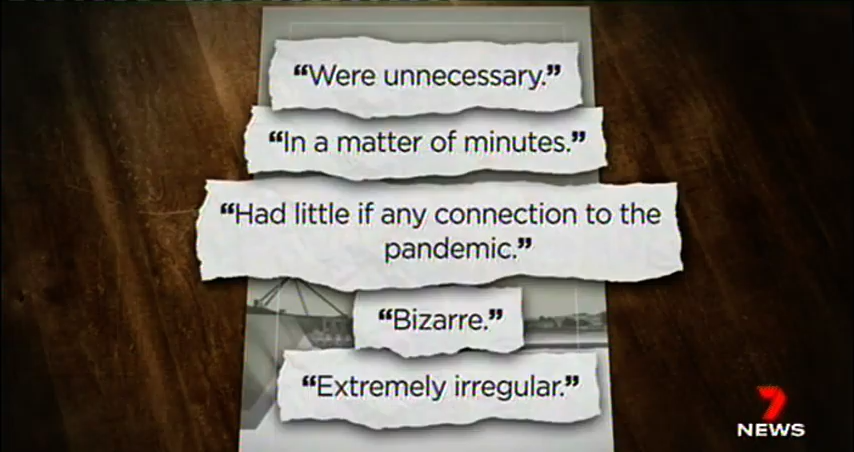 “Were unnecessary.”
“In a matter of minutes.”
“Had little if any connection to the
pandemic.”
“Bizarre.”
“Extremely irregular.”
7
NEWS